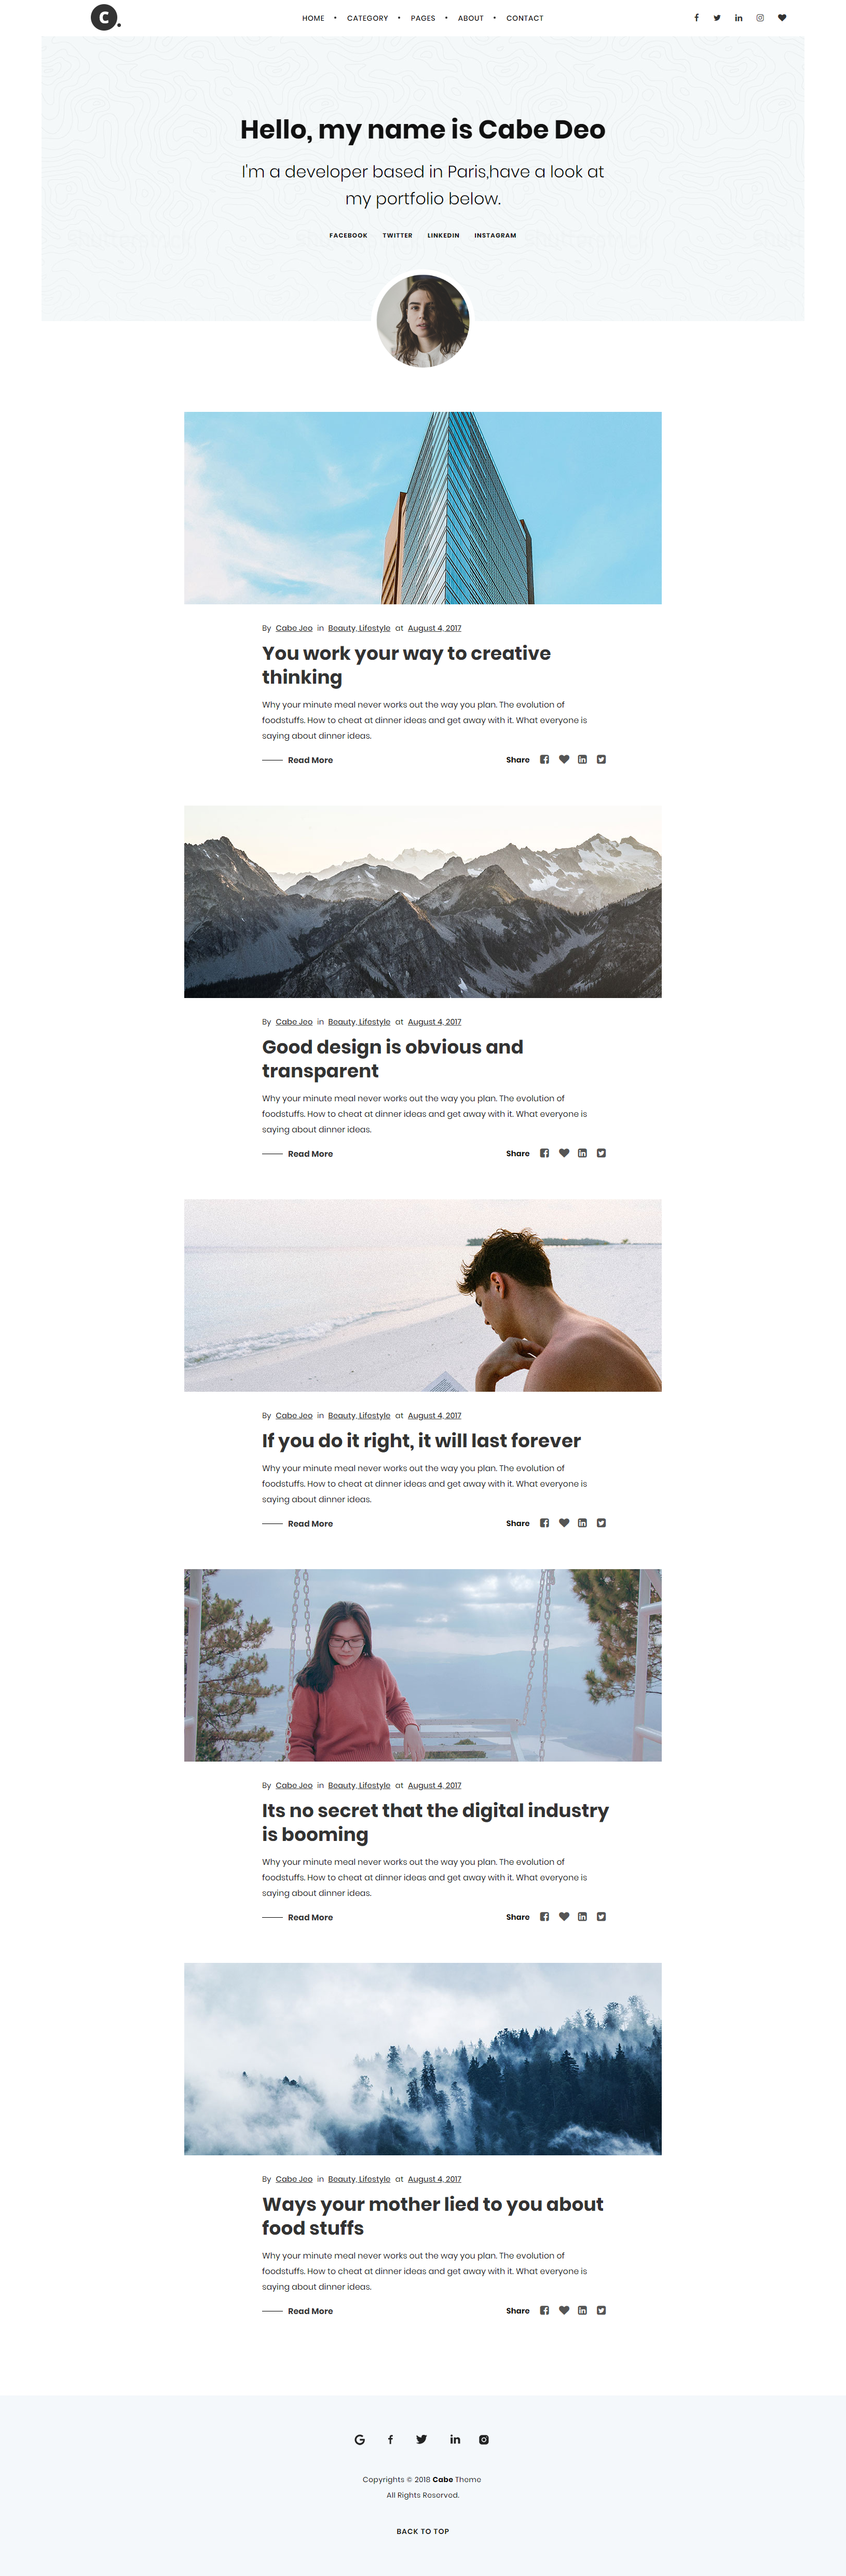 C.
HOME • CATEGORY • PAGES • ABOUT • CONTACT
Hello, my name is Cabe Deo
I'm a developer based in Paris,have a look at
my portfolio below.
FACEBOOK TWITTER LINKEDIN INSTAGRAM
By Cabe Jeo in Beauty, Lifestyle at August 4, 2017
You work your way to creative
thinking
Why your minute meal never works out the way you plan. The evolution of
foodstuffs. How to cheat at dinner ideas and get away with it. What everyone is
saying about dinner ideas.
Read More Share
By Cabe Jeo in Beauty, Lifestyle at August 4, 2017
Good design is obvious and
transparent
Why your minute meal never works out the way you plan. The evolution of
foodstuffs. How to cheat at dinner ideas and get away with it. What everyone is
saying about dinner ideas.
Read More Share
By Cabe Jeo in Beauty, Lifestyle at August 4, 2017
If you do it right, it will last forever
Why your minute meal never works out the way you plan. The evolution of
foodstuffs. How to cheat at dinner ideas and get away with it. What everyone is
saying about dinner ideas.
Read More Share
By Cabe Jeo in Beauty, Lifestyle at August 4, 2017
Its no secret that the digital industry
is booming
Why your minute meal never works out the way you plan. The evolution of
foodstuffs. How to cheat at dinner ideas and get away with it. What everyone is
saying about dinner ideas.
Read More Share
By Cabe Jeo in Beauty, Lifestyle at August 4, 2017
Ways your mother lied to you about
food stuffs
Why your minute meal never works out the way you plan. The evolution of
foodstuffs. How to cheat at dinner ideas and get away with it. What everyone is
saying about dinner ideas.
Read More Share
Copyrights © 2018 Cabe Theme
All Rights Reserved.
BACK TO TOP